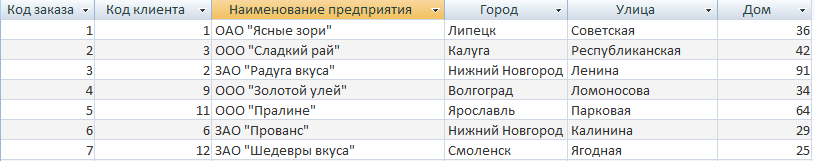 Код заказа Код клиента Наименование предприятия Город Улица Дом
1 1 ОАО "Ясные зори" Липецк Советская 36
2 3 ООО "Сладкий рай" Калуга Республиканская 42
3 2 ЗАО "Радуга вкуса" Нижний Новгород Ленина 91
4 9 ООО "Золотой улей" Волгоград Ломоносова 34
5 11 ООО "Пралине" Ярославль Парковая 64
6 6 ЗАО "Прованс" Нижний Новгород Калинина 29
7 12 ЗАО "Шедевры вкуса" Смоленск Ягодная 25